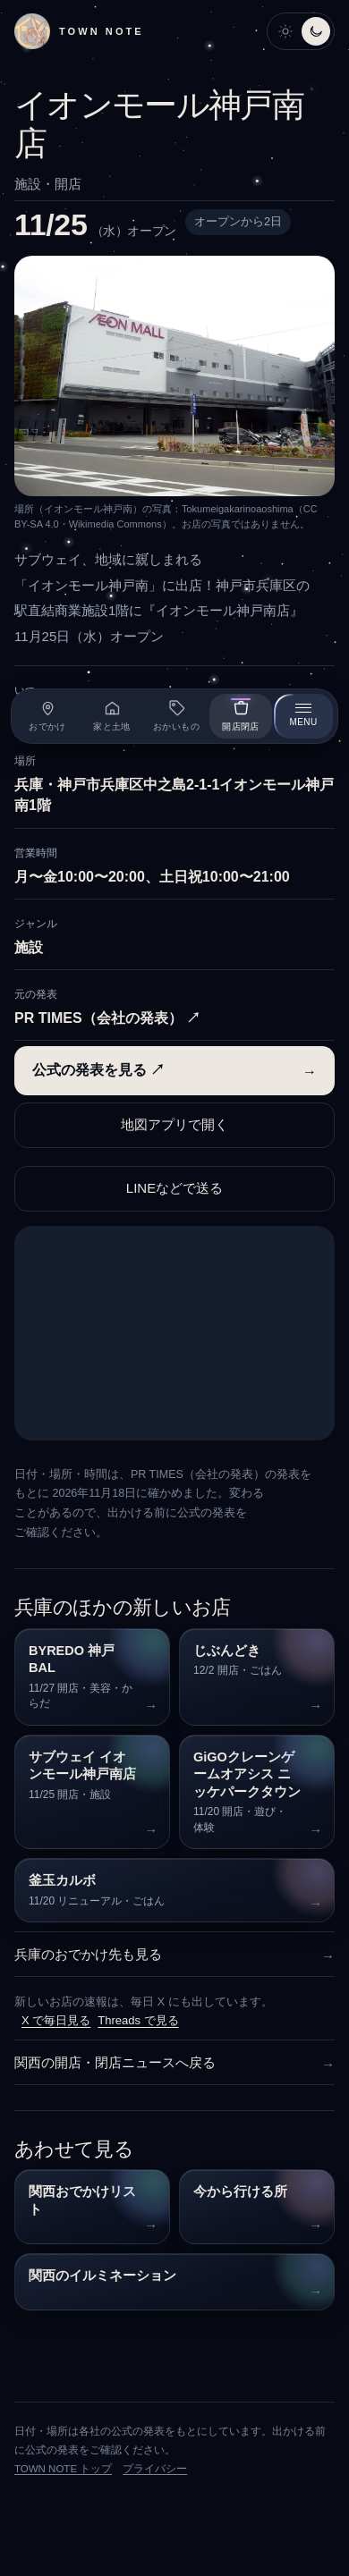 TOWN NOTE
イオンモール神戸南
店
施設・開店
11/25 （水）オープン オープンから2日
AEON MALL
場所（イオンモール神戸南）の写真：Tokumeigakarinoaoshima（CC
BY-SA 4.0・Wikimedia Commons）。お店の写真ではありません。
サブウェイ、地域に親しまれる
「イオンモール神戸南」に出店！神戸市兵庫区の
駅直結商業施設1階に『イオンモール神戸南店』
11月25日（水）オープン
おでかけ 家と土地 おかいもの 開店閉店 MENU
場所
兵庫・神戸市兵庫区中之島2-1-1イオンモール神戸
南1階
営業時間
月〜金10:00〜20:00、土日祝10:00〜21:00
ジャンル
施設
元の発表
PR TIMES（会社の発表） ↗
公式の発表を見る ↗ →
地図アプリで開く
LINEなどで送る
日付・場所・時間は、PR TIMES（会社の発表）の発表を
もとに 2026年11月18日に確かめました。変わる
ことがあるので、出かける前に公式の発表を
ご確認ください。
兵庫のほかの新しいお店
BYREDO 神戸
BAL
11/27 開店・美容・か
らだ →
じぶんどき
12/2 開店・ごはん
→
サブウェイ イオ
ンモール神戸南店
11/25 開店・施設
→
GiGOクレーンゲ
ームオアシス ニ
ッケパークタウン
11/20 開店・遊び・
体験 →
釜玉カルボ
11/20 リニューアル・ごはん →
兵庫のおでかけ先も見る →
新しいお店の速報は、毎日 X にも出しています。
X で毎日見る Threads で見る
関西の開店・閉店ニュースへ戻る →
あわせて見る
関西おでかけリス
ト →
今から行ける所
→
関西のイルミネーション →
日付・場所は各社の公式の発表をもとにしています。出かける前
に公式の発表をご確認ください。
TOWN NOTE トップ プライバシー